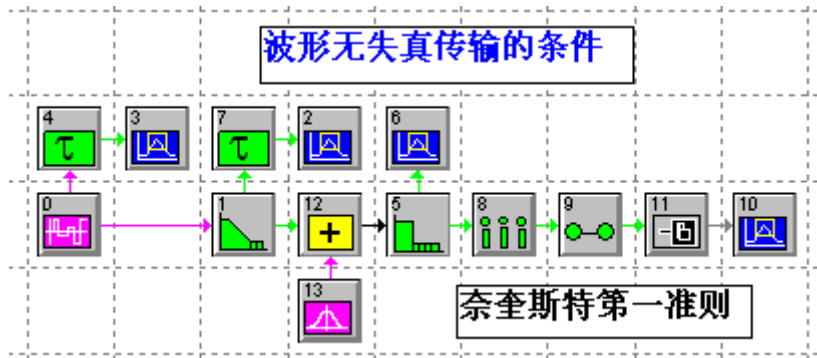 波形无失真传输的条件
4 3 7 2 6
τ τ
0 1 12 5 8 9 11 10
+
13
奈奎斯特第一准则